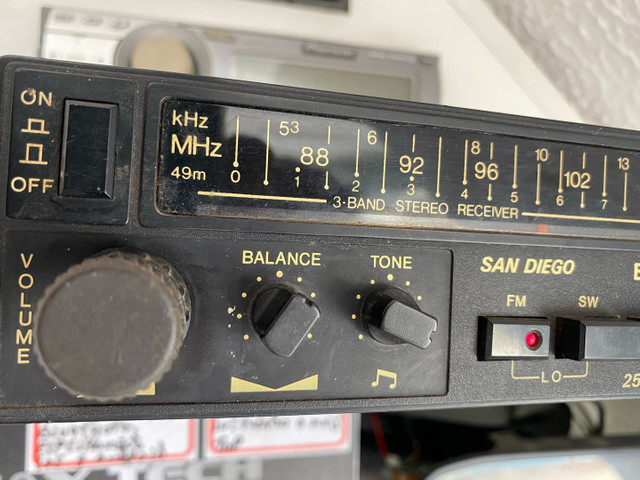 ON
OFF
kHz 53 6 8 10 13
MHz 88 92 96 102
49m 0 1 2 3 4 5 6 7
3-BAND STEREO RECEIVER
VOLUME
BALANCE
TONE
SAN DIEGO
FM
SW
LO
25